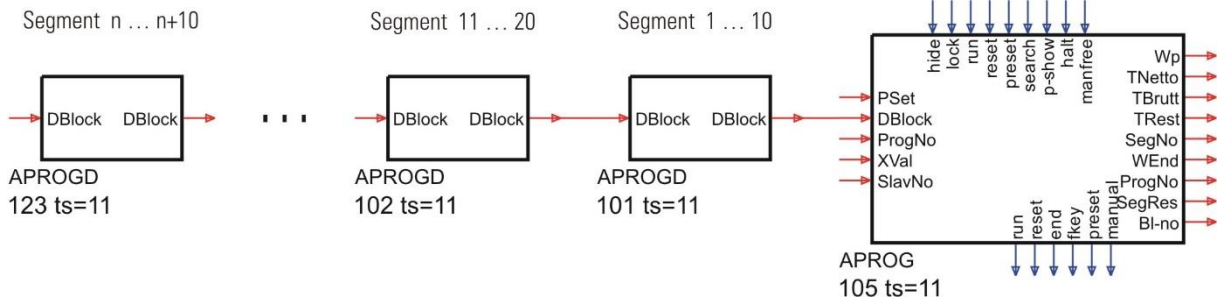 Segment n ... n+10
Segment 11 ... 20
Segment 1 ... 10
DBlock DBlock
APROGD
123 ts=11
. . .
DBlock DBlock
APROGD
102 ts=11
DBlock DBlock
APROGD
101 ts=11
hide
lock
run
reset
preset
search
p-show
halt
manfree
PSet
DBlock
ProgNo
XVal
SlavNo
Wp
TNetto
TBrutt
TRest
SegNo
WEnd
ProgNo
SegRes
Bl-no
run
reset
end
fkey
preset
manual
APROG
105 ts=11